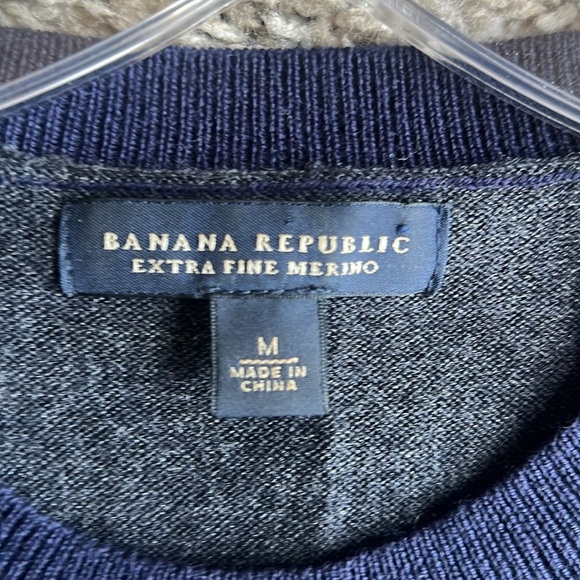 BANANA REPUBLIC
EXTRA FINE MERINO
M
MADE IN
CHINA